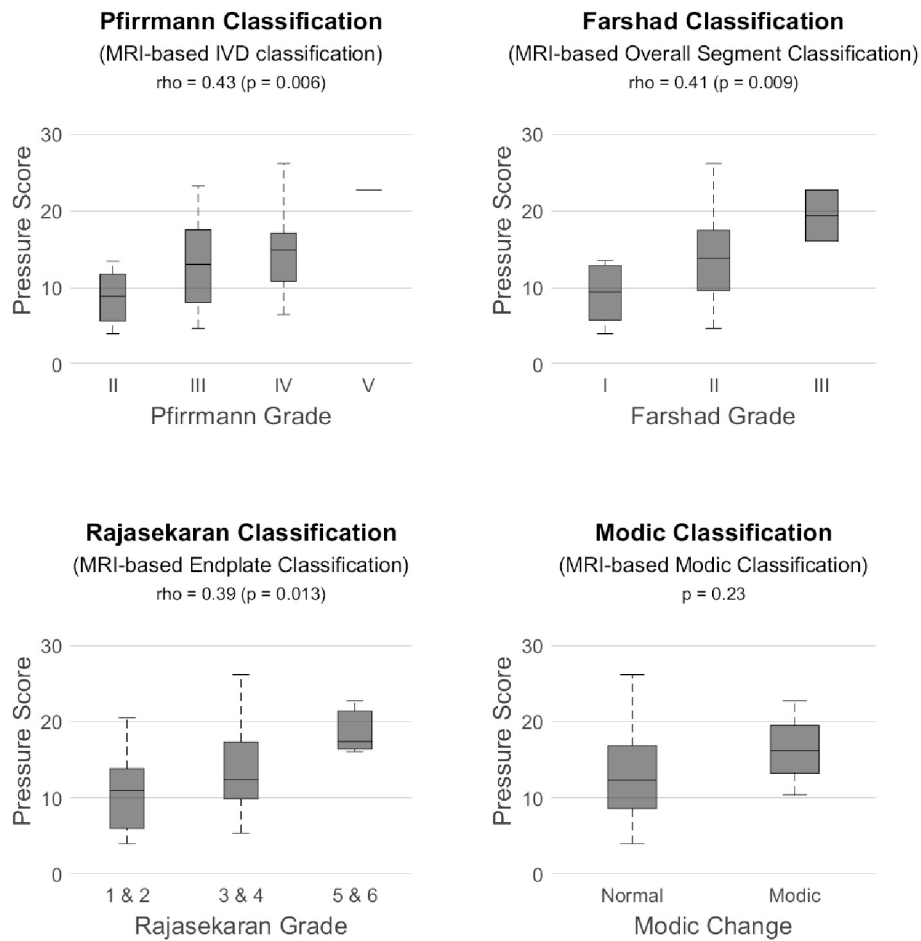 Pfirrmann Classification
(MRI-based IVD classification)
rho = 0.43 (p = 0.006)
30
20
10
0
Pressure Score
II III IV V
Pfirrmann Grade
Farshad Classification
(MRI-based Overall Segment Classification)
rho = 0.41 (p = 0.009)
30
20
10
0
Pressure Score
I II III
Farshad Grade
Rajasekaran Classification
(MRI-based Endplate Classification)
rho = 0.39 (p = 0.013)
30
20
10
0
Pressure Score
1 & 2 3 & 4 5 & 6
Rajasekaran Grade
Modic Classification
(MRI-based Modic Classification)
p = 0.23
30
20
10
0
Pressure Score
Normal Modic
Modic Change